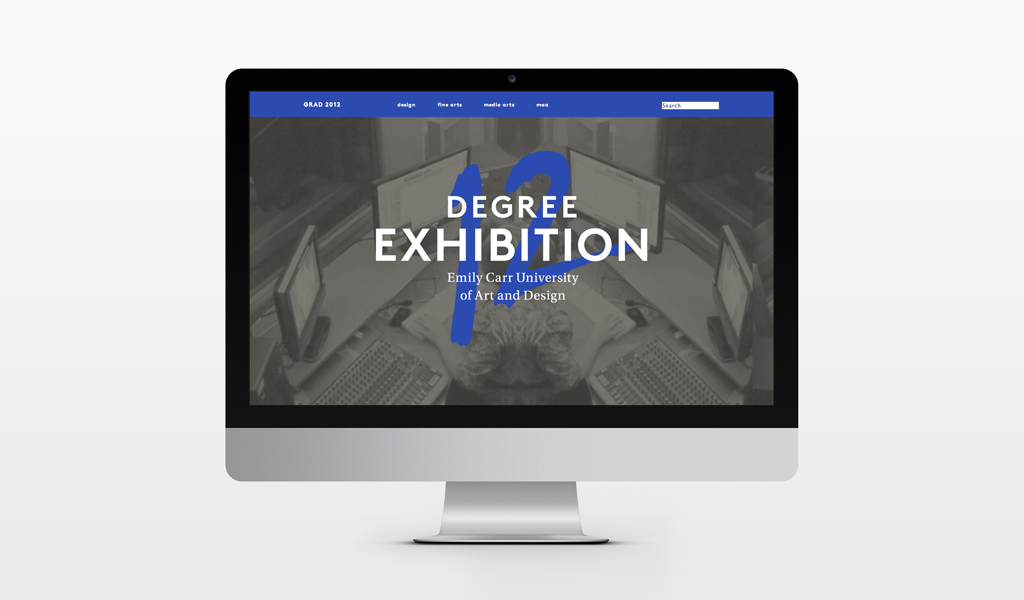 GRAD 2012 design fine arts media arts maa Search
12
DEGREE
EXHIBITION
Emily Carr University
of Art and Design